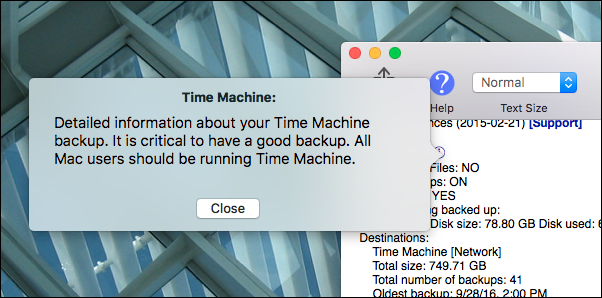 Time Machine:
Detailed information about your Time Machine
backup. It is critical to have a good backup. All
Mac users should be running Time Machine.
Close
?
Normal
Help
Text Size
(2015-02-21) [Support]
Files: NO
ON
YES
backed up:
Disk size: 78.80 GB Disk used: 6
Destinations:
Time Machine [Network]
Total size: 749.71 GB
Total number of backups: 41
Oldest backup: 9/28/16, 2:00 PM